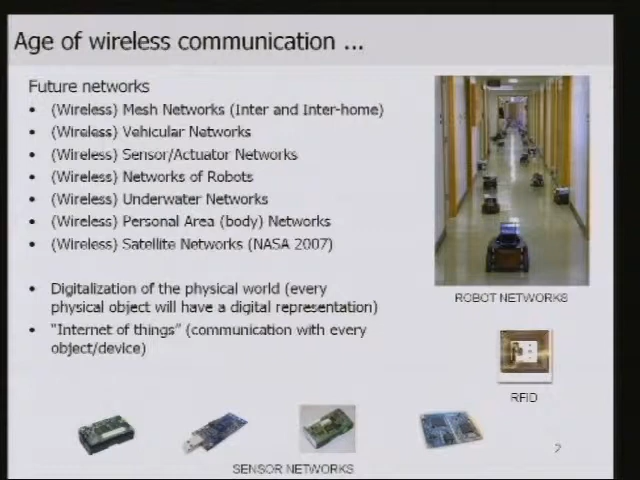 Age of wireless communication ...
Future networks
• (Wireless) Mesh Networks (Inter and Inter-home)
• (Wireless) Vehicular Networks
• (Wireless) Sensor/Actuator Networks
• (Wireless) Networks of Robots
• (Wireless) Underwater Networks
• (Wireless) Personal Area (body) Networks
• (Wireless) Satellite Networks (NASA 2007)
• Digitalization of the physical world (every
physical object will have a digital representation)
• "Internet of things" (communication with every
object/device)
ROBOT NETWORKS
RFID
SENSOR NETWORKS
2